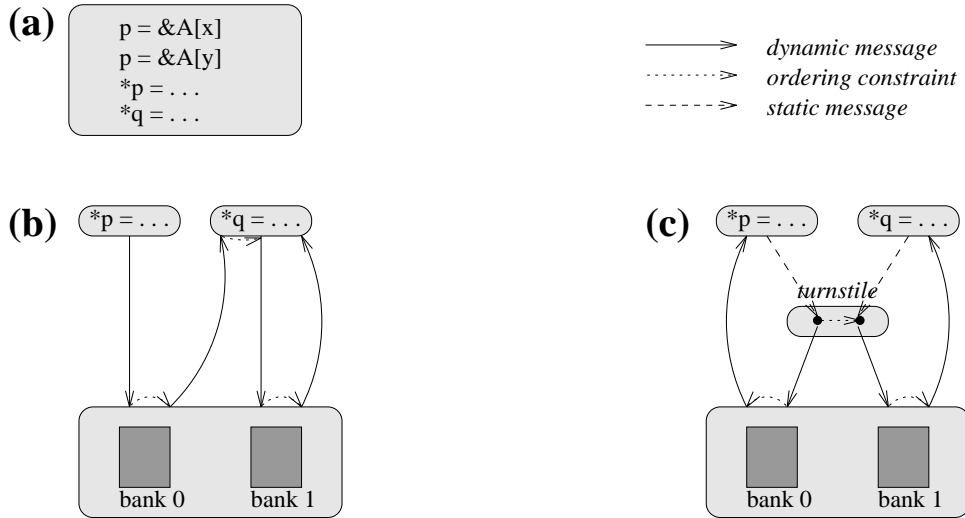 (a)
p = &A[x]
p = &A[y]
*p = . . .
*q = . . .
dynamic message
ordering constraint
static message
(b)
*p = . . .
*q = . . .
bank 0
bank 1
(c)
*p = . . .
*q = . . .
turnstile
bank 0
bank 1